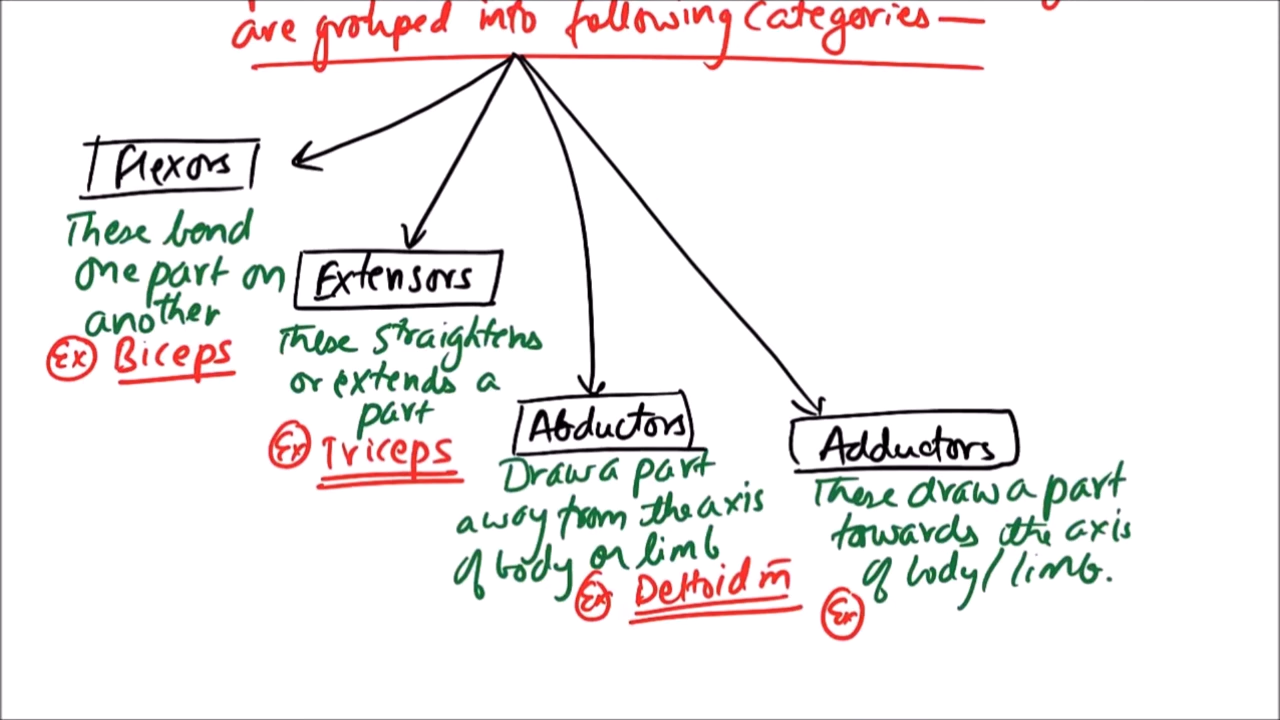 are grouped into following Categories —
Flexors
These bend
one part on
another
Ex Biceps
Extensors
These straightens
or extends a
part
Ex Triceps
Abductors
Draw a part
away from the axis
of body or limb
Ex Deltoid m̄
Adductors
These draw a part
towards the axis
of body/limb.
Ex